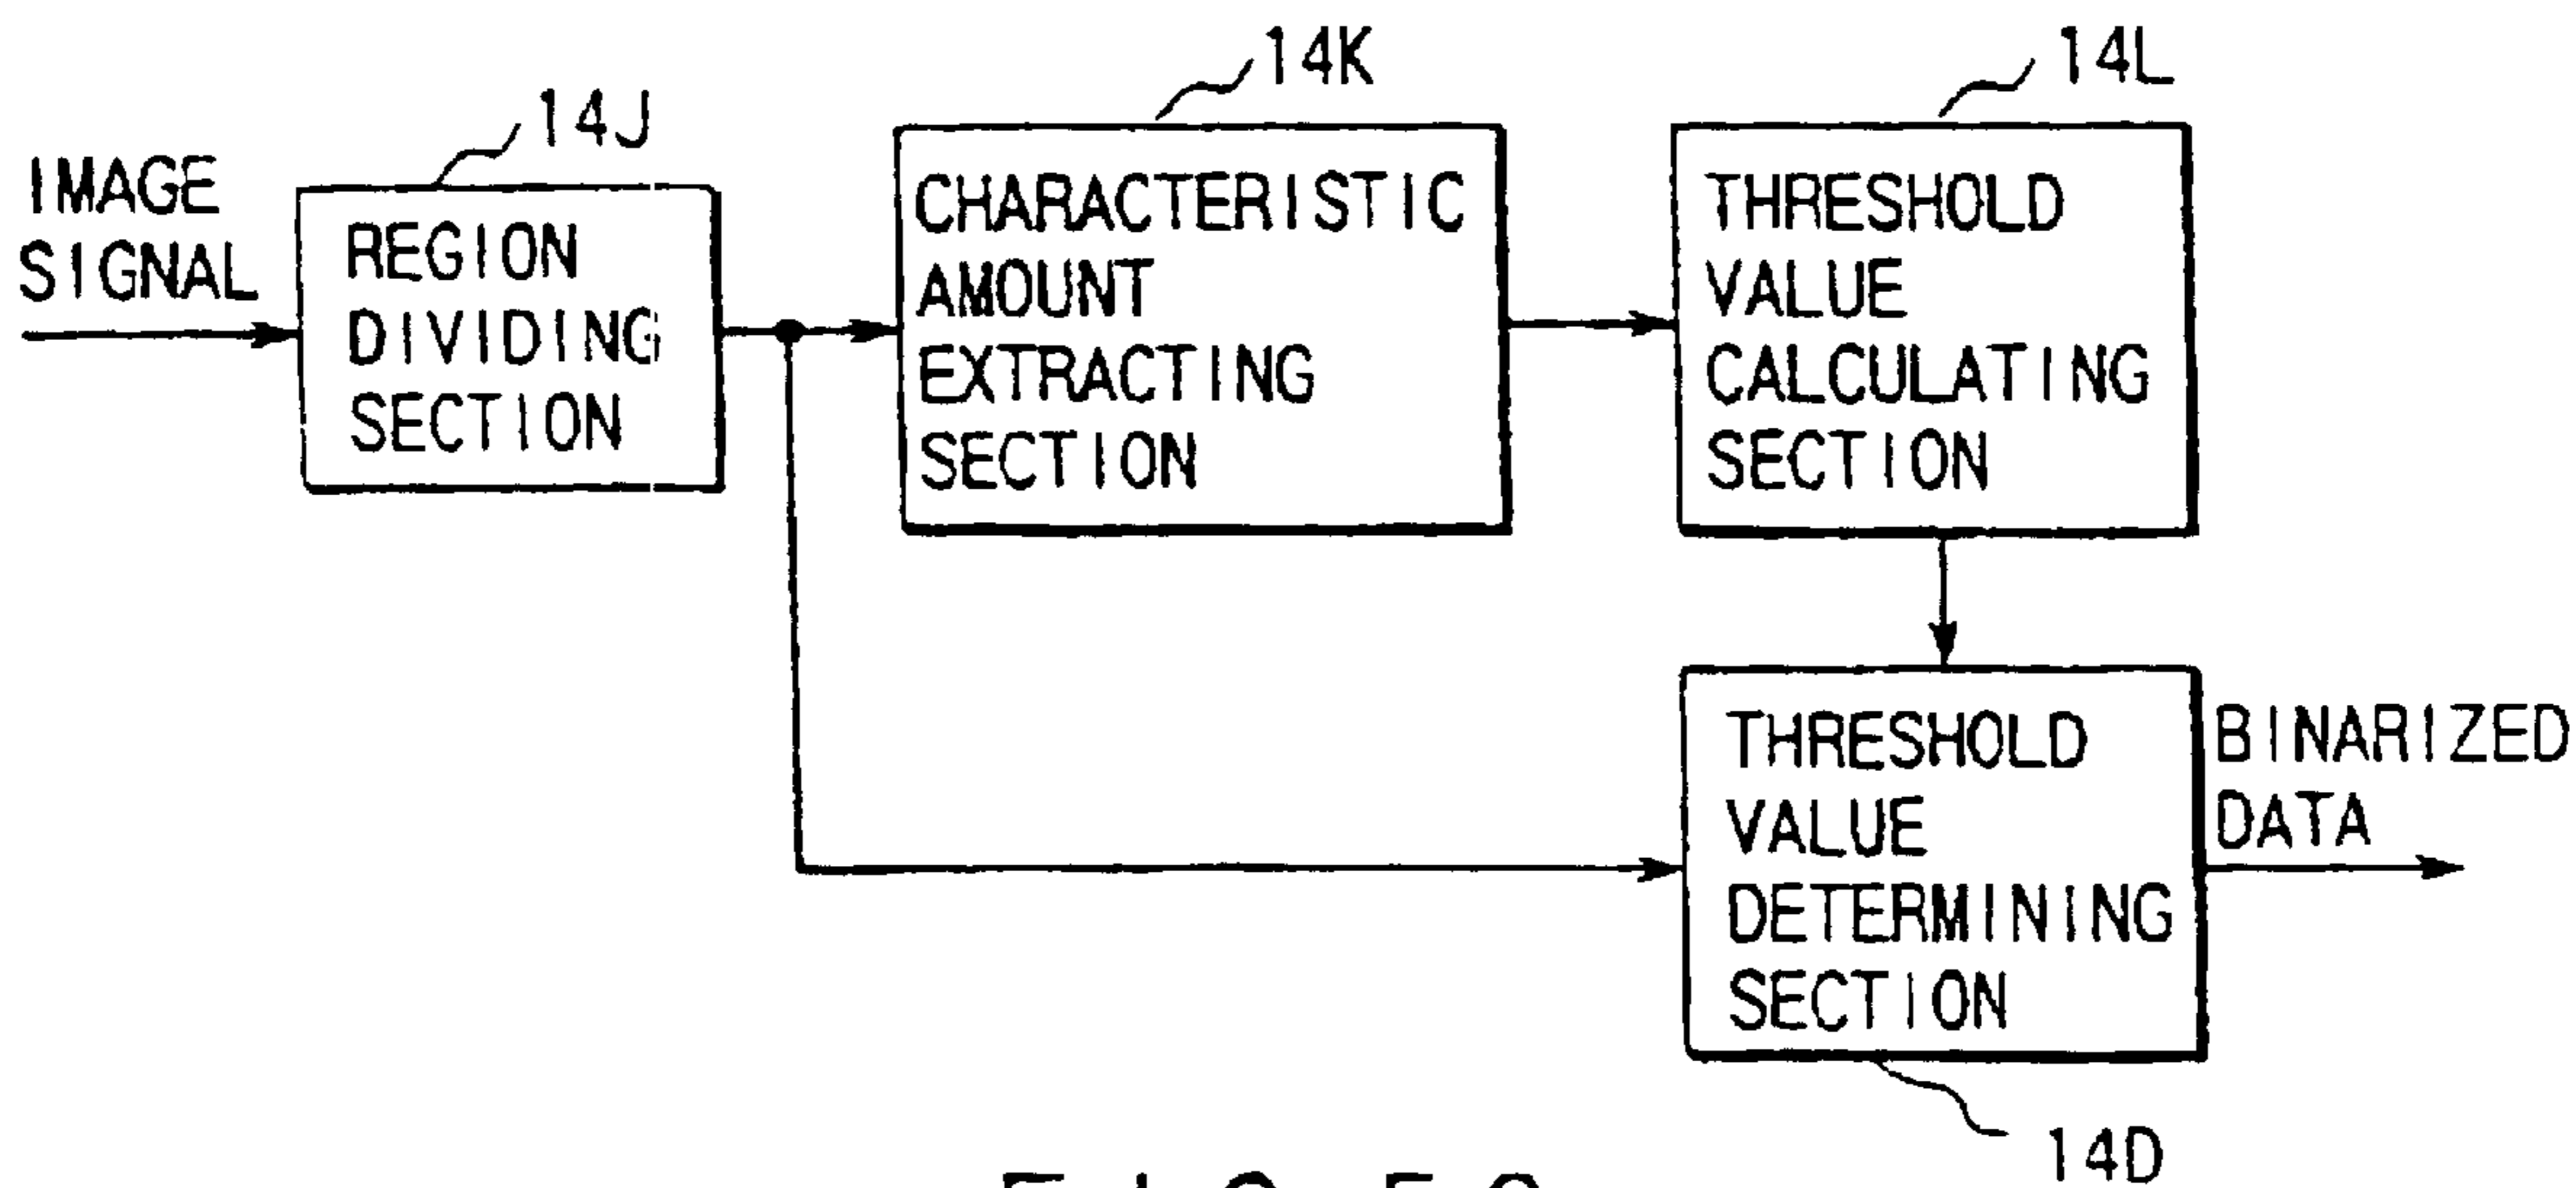 14K
14L
14J
IMAGE
SIGNAL
REGION
DIVIDING
SECTION
CHARACTERISTIC
AMOUNT
EXTRACTING
SECTION
THRESHOLD
VALUE
CALCULATING
SECTION
THRESHOLD
VALUE
DETERMINING
SECTION
BINARIZED
DATA
14D